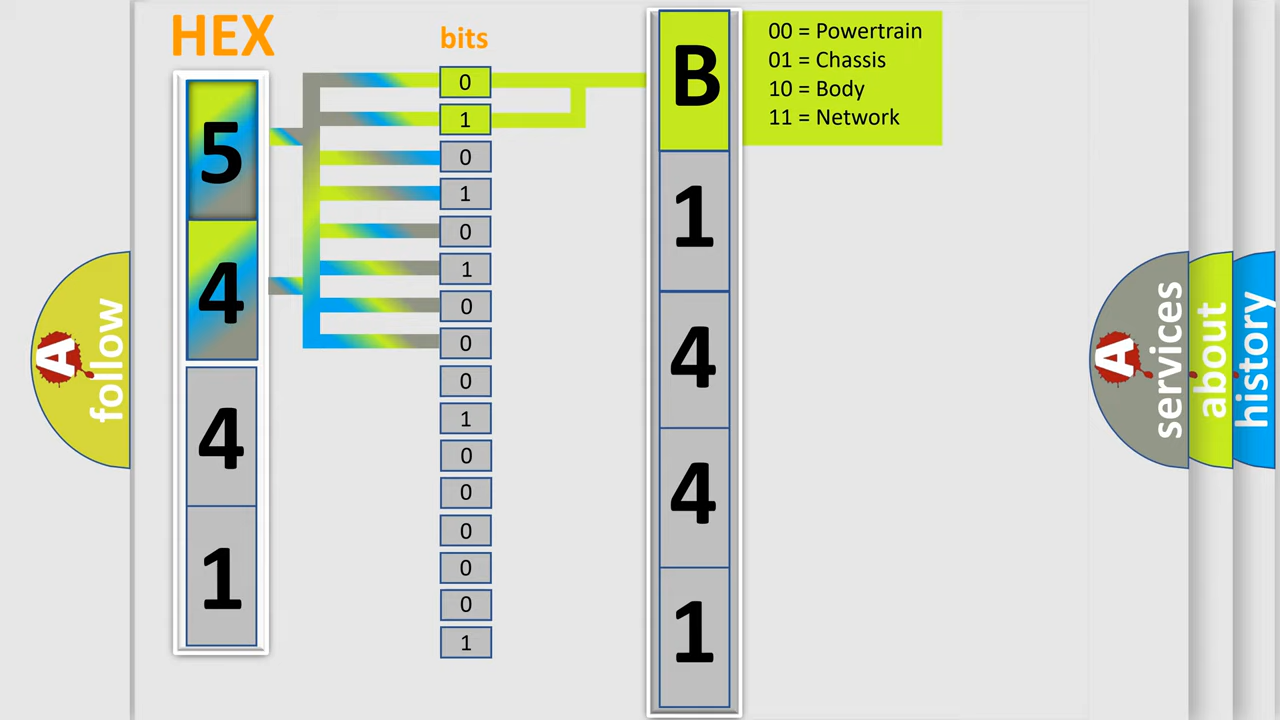 HEX
bits
5
4
4
1
0
1
0
1
0
1
0
0
0
1
0
0
0
0
0
1
B
1
4
4
1
00 = Powertrain
01 = Chassis
10 = Body
11 = Network
A
follow
A
services
about
history